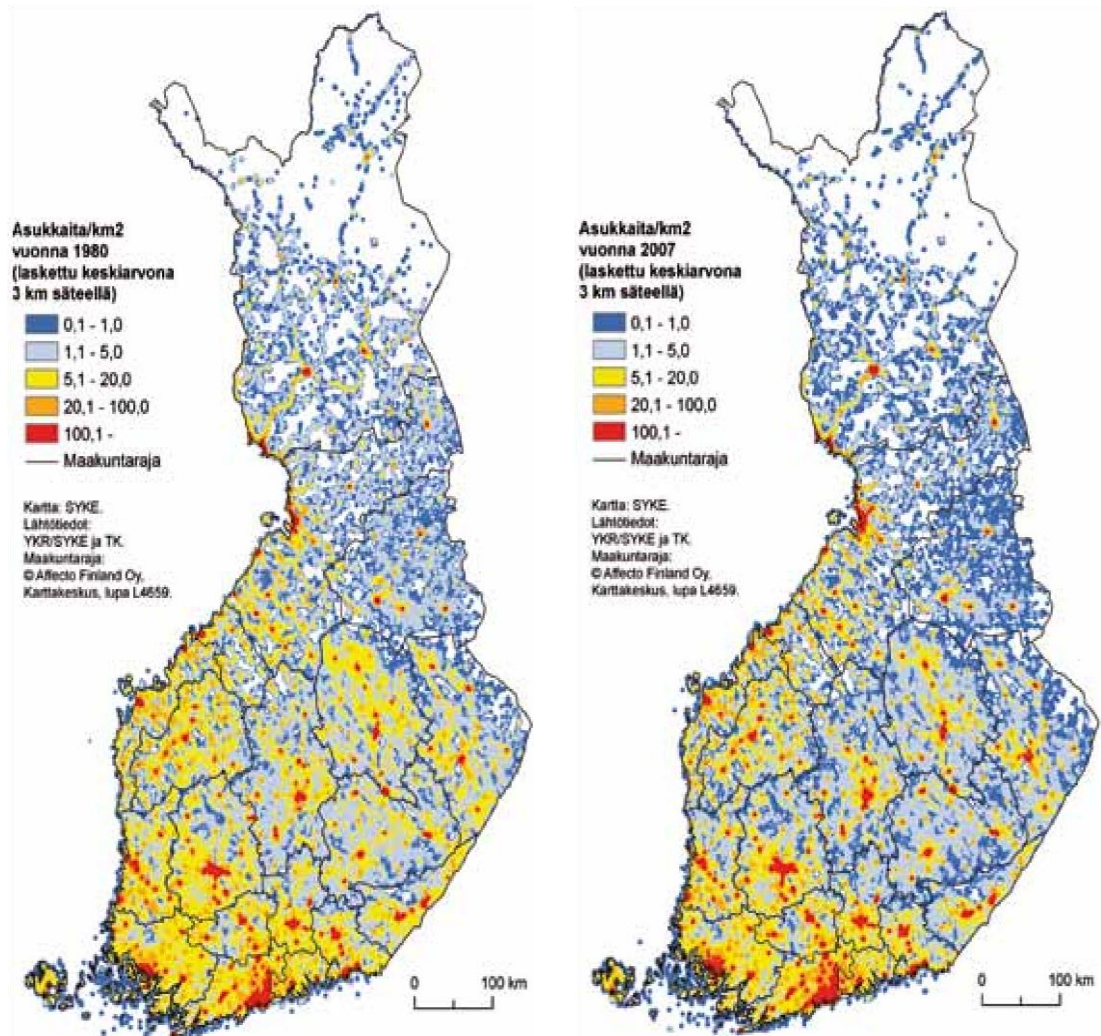 Asukkaita/km2
vuonna 1980
(laskettu keskiarvona
3 km säteellä)
0,1 - 1,0
1,1 - 5,0
5,1 - 20,0
20,1 - 100,0
100,1 -
Maakuntaraja
Kartta: SYKE.
Lähtötiedot:
YKR/SYKE ja TK.
Maakuntaraja:
© Affecto Finland Oy,
Karttakeskus, lupa L4659.
0 100 km
Asukkaita/km2
vuonna 2007
(laskettu keskiarvona
3 km säteellä)
0,1 - 1,0
1,1 - 5,0
5,1 - 20,0
20,1 - 100,0
100,1 -
Maakuntaraja
Kartta: SYKE.
Lähtötiedot:
YKR/SYKE ja TK.
Maakuntaraja:
© Affecto Finland Oy,
Karttakeskus, lupa L4659.
0 100 km